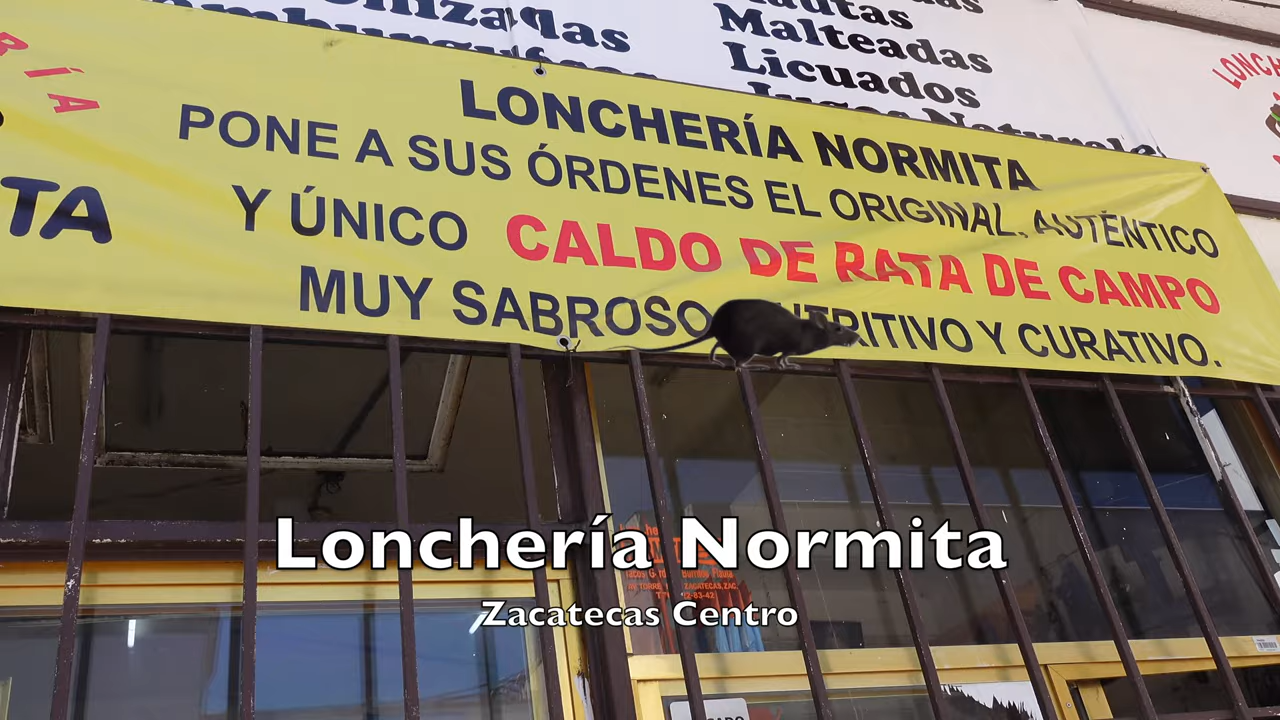 Malteadas
Licuados
LONCHERÍA NORMITA
PONE A SUS ÓRDENES EL ORIGINAL, AUTÉNTICO
Y ÚNICO CALDO DE RATA DE CAMPO
MUY SABROSO, NUTRITIVO Y CURATIVO.
RÍA
TA
Lonchería Normita
Zacatecas Centro